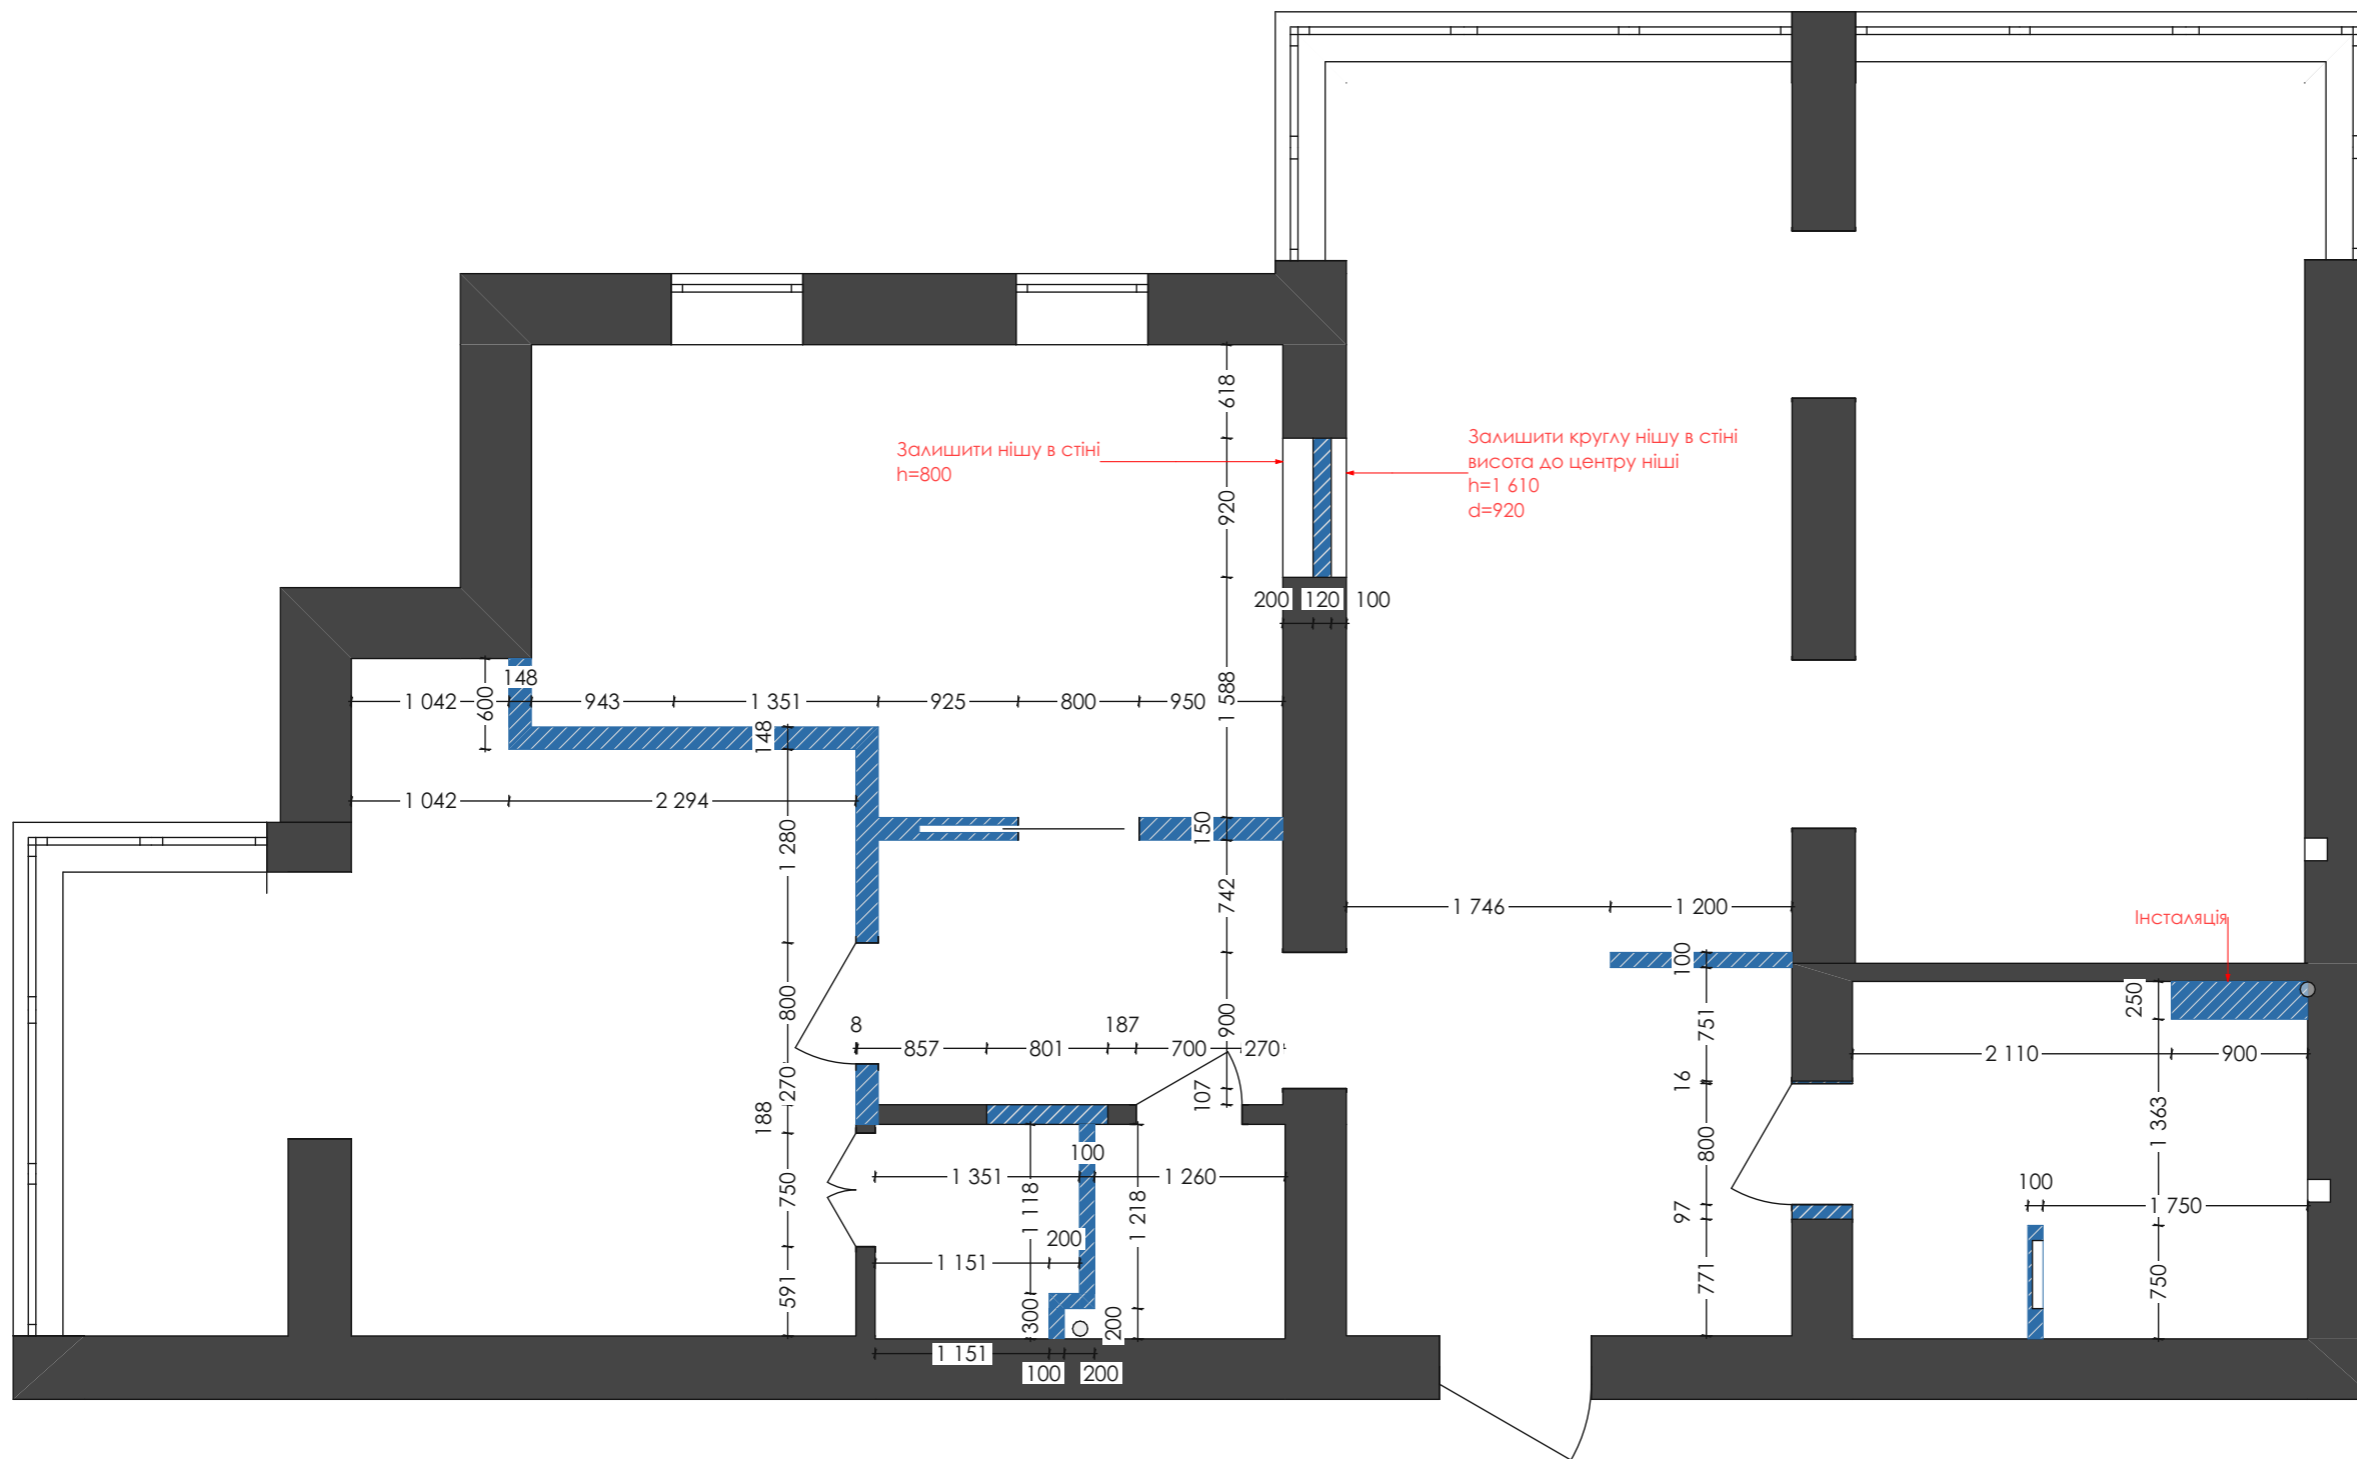 618
Залишити нішу в стіні
h=800
Залишити круглу нішу в стіні
висота до центру ніші
h=1 610
d=920
920
200 120 100
148
1 042 943 1 351 925 800 950
600
1 588
148
1 042 2 294
1 280
150
742
1 746 1 200
Інсталяція
100
250
800
900
751
8 187
857 801 700 270
2 110 900
270
107
16
188
1 363
100
800
1 351 1 260
750
1 118
1 218
100
1 750
97
200
1 151
591
300
200
771
750
1 151
100 200